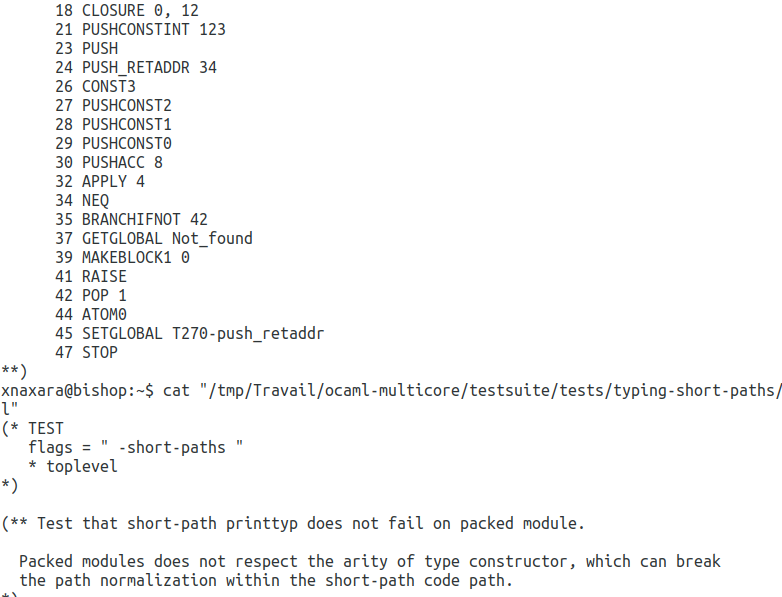 18 CLOSURE 0, 12
21 PUSHCONSTINT 123
23 PUSH
24 PUSH_RETADDR 34
26 CONST3
27 PUSHCONST2
28 PUSHCONST1
29 PUSHCONST0
30 PUSHACC 8
32 APPLY 4
34 NEQ
35 BRANCHIFNOT 42
37 GETGLOBAL Not_found
39 MAKEBLOCK1 0
41 RAISE
42 POP 1
44 ATOM0
45 SETGLOBAL T270-push_retaddr
47 STOP
**)
xnaxara@bishop:~$ cat "/tmp/Travail/ocaml-multicore/testsuite/tests/typing-short-paths/
l"
(* TEST
flags = " -short-paths "
* toplevel
*)
(** Test that short-path printtyp does not fail on packed module.
Packed modules does not respect the arity of type constructor, which can break
the path normalization within the short-path code path.
*)